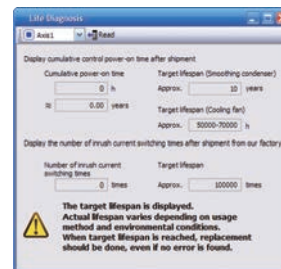 Life Diagnosis
Axis1 Read
Display cumulative control power-on time after shipment
Cumulative power-on time Target lifespan (Smoothing condenser)
0 h Approx. 10 years
≈ 0.00 years Target lifespan (Cooling fan)
Approx. 50000-70000 h
Display the number of inrush current switching times after shipment from our factory
Number of inrush current Target lifespan
switching times
0 times Approx. 100000 times
The target lifespan is displayed.
Actual lifespan varies depending on usage
method and environmental conditions.
When target lifespan is reached, replacement
should be done, even if no error is found.